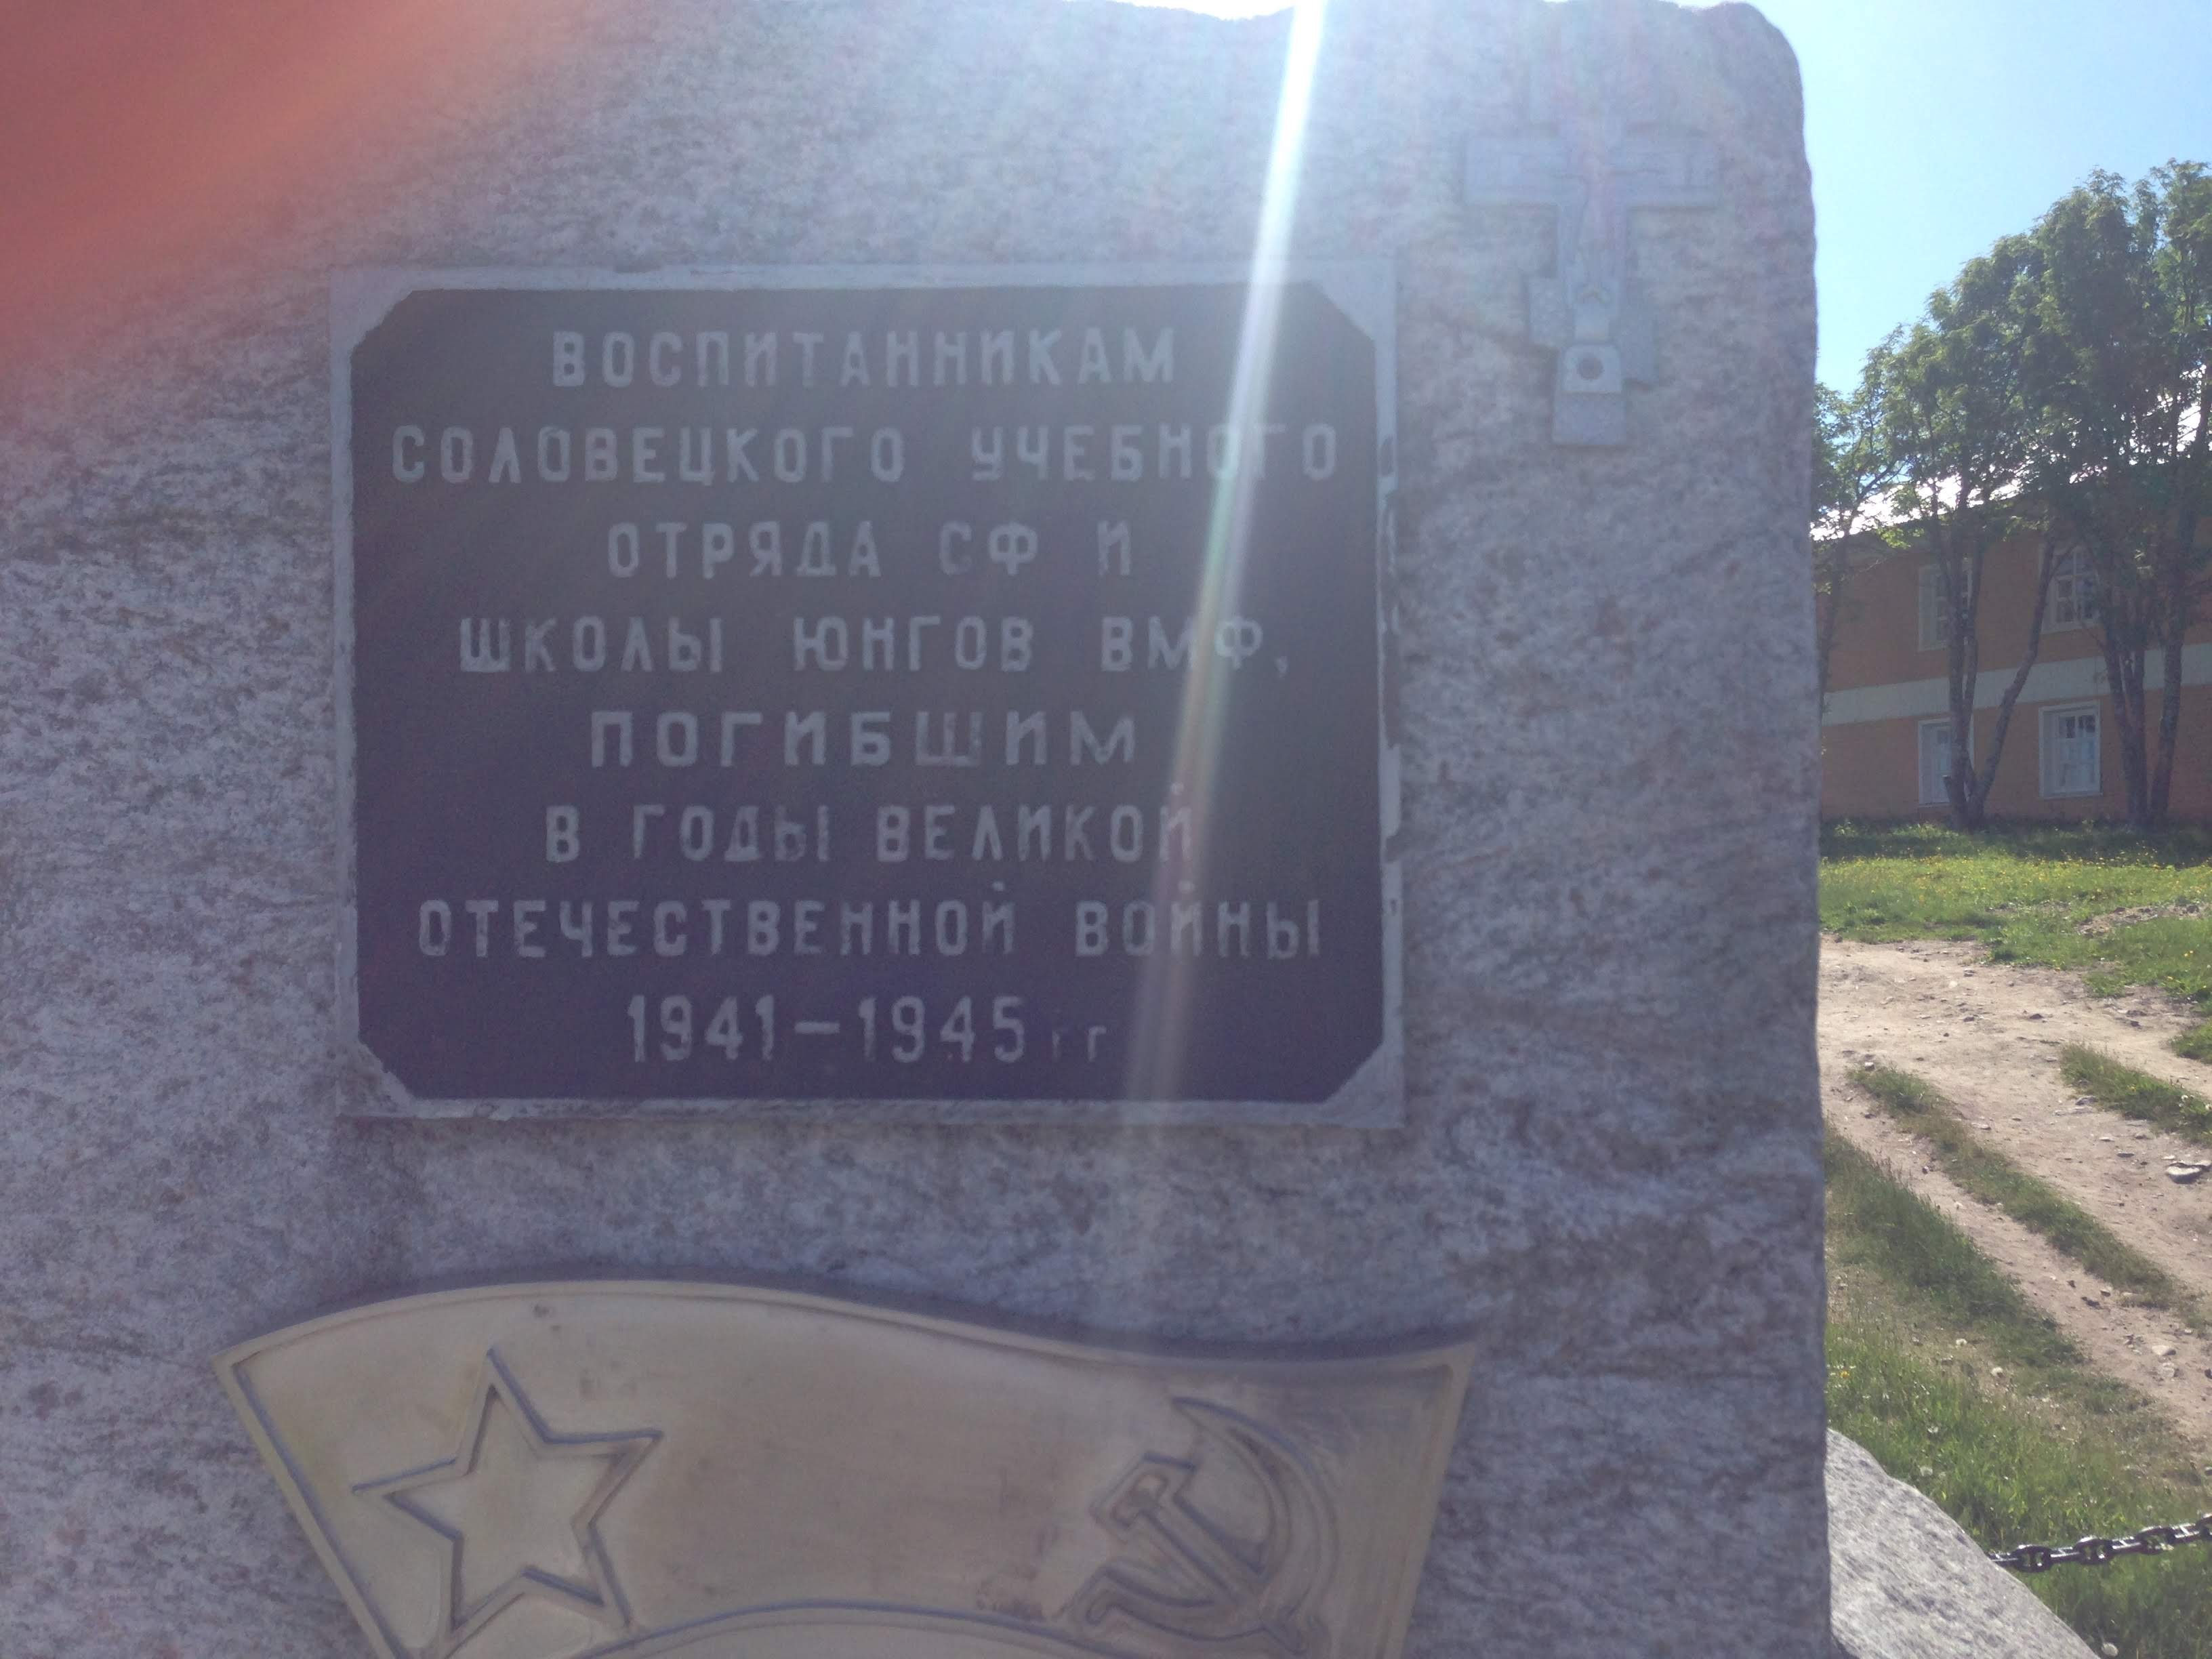 ВОСПИТАННИКАМ
СОЛОВЕЦКОГО УЧЕБНОГО
ОТРЯДА СФ И
ШКОЛЫ ЮНГОВ ВМФ,
ПОГИБШИМ
В ГОДЫ ВЕЛИКОЙ
ОТЕЧЕСТВЕННОЙ ВОЙНЫ
1941-1945 гг